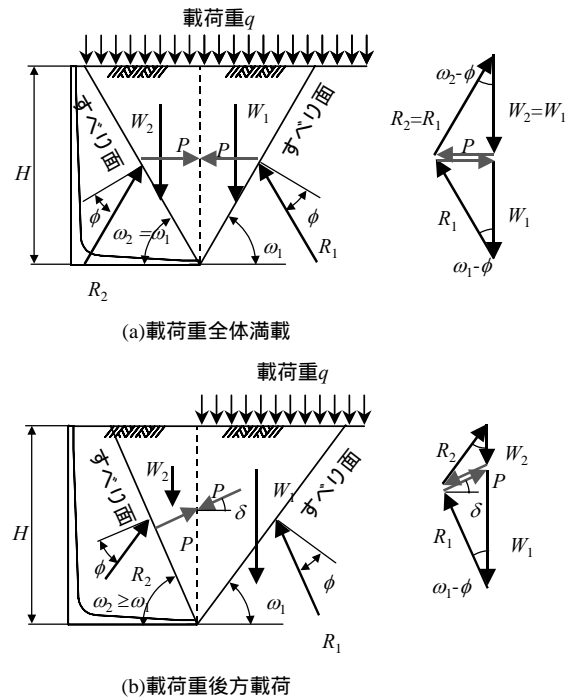 載荷重q
W2
W1
P
すべり面
すべり面
H
ϕ
ϕ
ω2 = ω1
ω1
R1
R2
ω2-ϕ
R2=R1
W2=W1
P
R1
W1
ω1-ϕ
(a)載荷重全体満載
載荷重q
すべり面
すべり面
W2
W1
P
δ
P
H
ϕ
R2
ϕ
ω2 ≥ω1
ω1
R1
R2
W2
P
δ
R1
W1
ω1-ϕ
(b)載荷重後方載荷